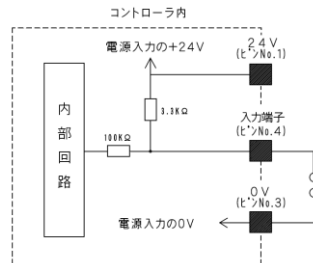 コントローラ内
電源入力の+24V
24V
(ピンNo.1)
3.3KΩ
内部回路
100KΩ
入力端子
(ピンNo.4)
0V
(ピンNo.3)
電源入力の0V